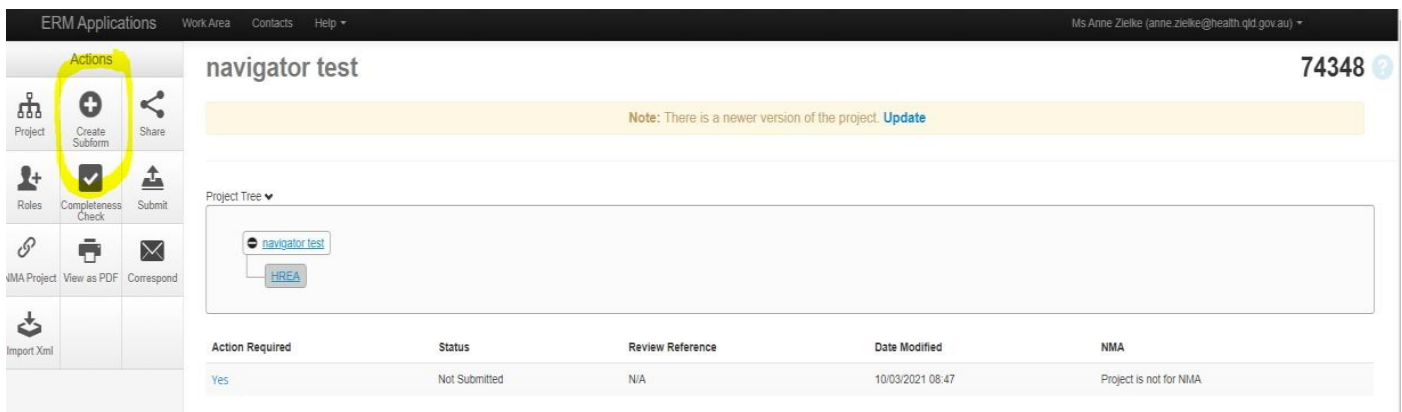 ERM Applications Work Area Contacts Help Ms Anne Zielke (anne.zielke@health.qld.gov.au)
Actions
navigator test 74348 ?
Project Create Subform Share
Note: There is a newer version of the project. Update
Roles Completeness Check Submit
Project Tree
navigator test
HREA
NMA Project View as PDF Correspond
Import Xml
Action Required Status Review Reference Date Modified NMA
Yes Not Submitted N/A 10/03/2021 08:47 Project is not for NMA